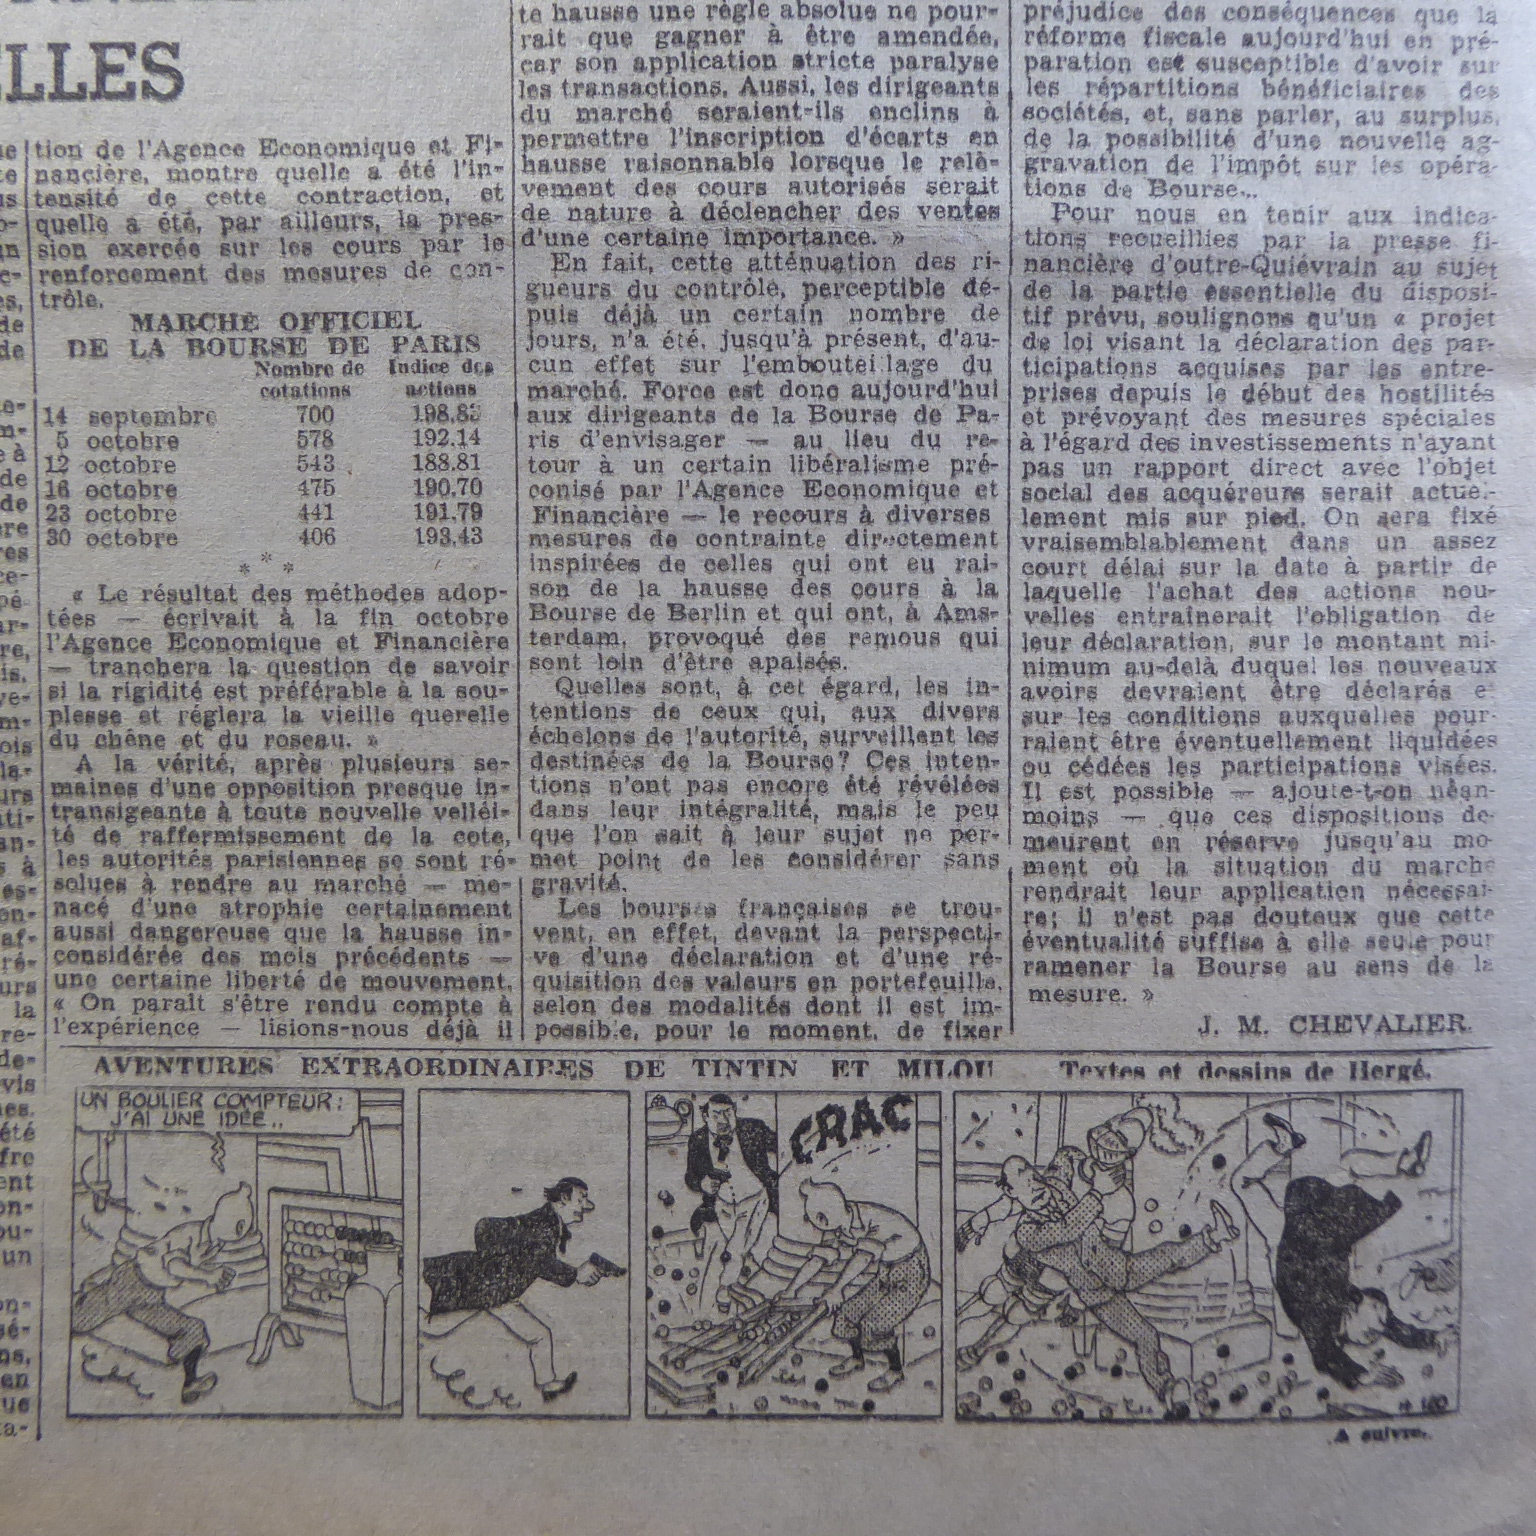 ELLES
tion de l'Agence Economique et Fi-
nancière, montre quelle a été l'in-
tensité de cette contraction, et
quelle a été, par ailleurs, la pres-
sion exercée sur les cours par le
renforcement des mesures de con-
trôle.
MARCHE OFFICIEL
DE LA BOURSE DE PARIS
Nombre de Indice des
cotations actions
14 septembre 700 198.83
5 octobre 578 192.14
12 octobre 543 188.81
16 octobre 475 190.70
23 octobre 441 191.79
30 octobre 406 193.43
* * *
« Le résultat des méthodes adop-
tées — écrivait à la fin octobre
l'Agence Economique et Financière
— tranchera la question de savoir
si la rigidité est préférable à la sou-
plesse et réglera la vieille querelle
du chêne et du roseau. »
A la vérité, après plusieurs se-
maines d'une opposition presque in-
transigeante à toute nouvelle velléi-
té de raffermissement de la cote,
les autorités parisiennes se sont ré-
solues à rendre au marché — me-
nacé d'une atrophie certainement
aussi dangereuse que la hausse in-
considérée des mois précédents —
une certaine liberté de mouvement.
« On paraît s'être rendu compte à
l'expérience — lisions-nous déjà il
te hausse une règle absolue ne pour-
rait que gagner à être amendée,
car son application stricte paralyse
les transactions. Aussi, les dirigeants
du marché seraient-ils enclins à
permettre l'inscription d'écarts en
hausse raisonnable lorsque le relè-
vement des cours autorisés serait
de nature à déclencher des ventes
d'une certaine importance. »
En fait, cette atténuation des ri-
gueurs du contrôle, perceptible de-
puis déjà un certain nombre de
jours, n'a été, jusqu'à présent, d'au-
cun effet sur l'embouteillage du
marché. Force est donc aujourd'hui
aux dirigeants de la Bourse de Pa-
ris d'envisager — au lieu du re-
tour à un certain libéralisme pré-
conisé par l'Agence Economique et
Financière — le recours à diverses
mesures de contrainte directement
inspirées de celles qui ont eu rai-
son de la hausse des cours à la
Bourse de Berlin et qui ont, à Ams-
terdam, provoqué des remous qui
sont loin d'être apaisés.
Quelles sont, à cet égard, les in-
tentions de ceux qui, aux divers
échelons de l'autorité, surveillent les
destinées de la Bourse? Ces inten-
tions n'ont pas encore été révélées
dans leur intégralité, mais le peu
que l'on sait à leur sujet ne per-
met point de les considérer sans
gravité.
Les bourses françaises se trou-
vent, en effet, devant la perspecti-
ve d'une déclaration et d'une ré-
quisition des valeurs en portefeuille,
selon des modalités dont il est im-
possible, pour le moment, de fixer
préjudice des conséquences que la
réforme fiscale aujourd'hui en pré-
paration est susceptible d'avoir sur
les répartitions bénéficiaires des
sociétés, et, sans parler, au surplus,
de la possibilité d'une nouvelle ag-
gravation de l'impôt sur les opéra-
tions de Bourse...
Pour nous en tenir aux indica-
tions recueillies par la presse fi-
nancière d'outre-Quiévrain au sujet
de la partie essentielle du disposi-
tif prévu, soulignons qu'un « projet
de loi visant la déclaration des par-
ticipations acquises par les entre-
prises depuis le début des hostilités
et prévoyant des mesures spéciales
à l'égard des investissements n'ayant
pas un rapport direct avec l'objet
social des acquéreurs serait actuel-
lement mis sur pied. On sera fixé
vraisemblablement dans un assez
court délai sur la date à partir de
laquelle l'achat des actions nou-
velles entraînerait l'obligation de
leur déclaration, sur le montant mi-
nimum au-delà duquel les nouveaux
avoirs devraient être déclarés et
sur les conditions auxquelles pour-
raient être éventuellement liquidées
ou cédées les participations visées.
Il est possible — ajoute-t-on néan-
moins — que ces dispositions de-
meurent en réserve jusqu'au mo-
ment où la situation du marché
rendrait leur application nécessai-
re; il n'est pas douteux que cette
éventualité suffise à elle seule pour
ramener la Bourse au sens de la
mesure. »
J. M. CHEVALIER.
AVENTURES EXTRAORDINAIRES DE TINTIN ET MILOU Textes et dessins de Hergé.
UN BOULIER COMPTEUR:
J'AI UNE IDÉE..
CRAC
A suivre.